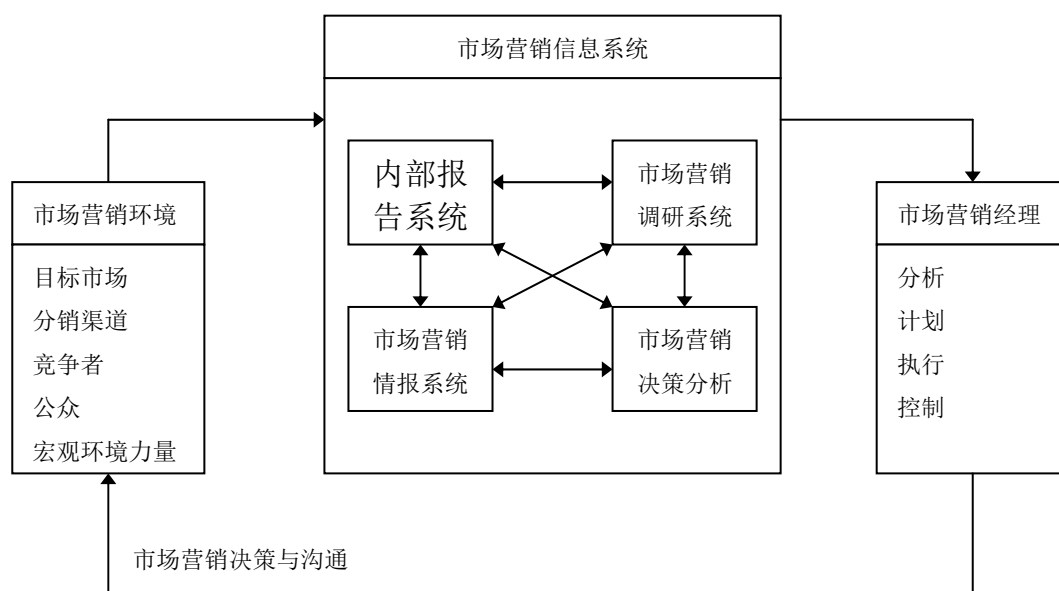 市场营销信息系统
内部报
告系统
市场营销
调研系统
市场营销环境
市场营销经理
目标市场
分销渠道
竞争者
公众
宏观环境力量
市场营销
情报系统
市场营销
决策分析
分析
计划
执行
控制
市场营销决策与沟通